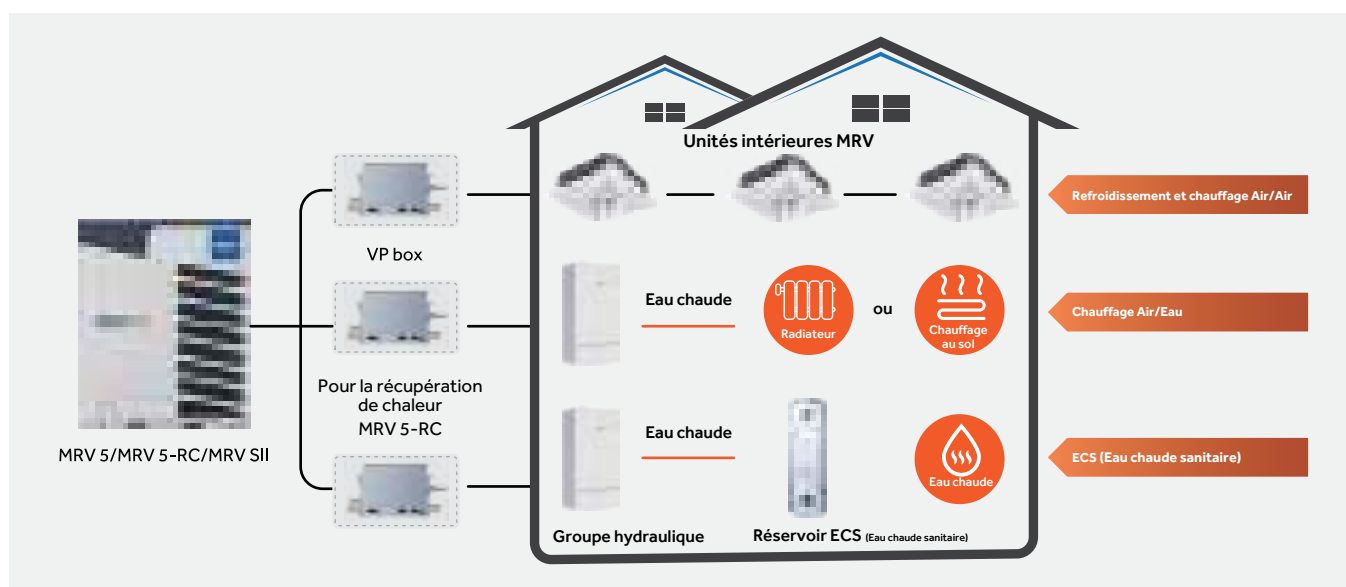 Unités intérieures MRV
Refroidissement et chauffage Air/Air
VP box
Eau chaude
Radiateur
ou
Chauffage
au sol
Chauffage Air/Eau
Pour la récupération
de chaleur
MRV 5-RC
MRV 5/MRV 5-RC/MRV SII
Eau chaude
Eau chaude
ECS (Eau chaude sanitaire)
Groupe hydraulique
Réservoir ECS (Eau chaude sanitaire)